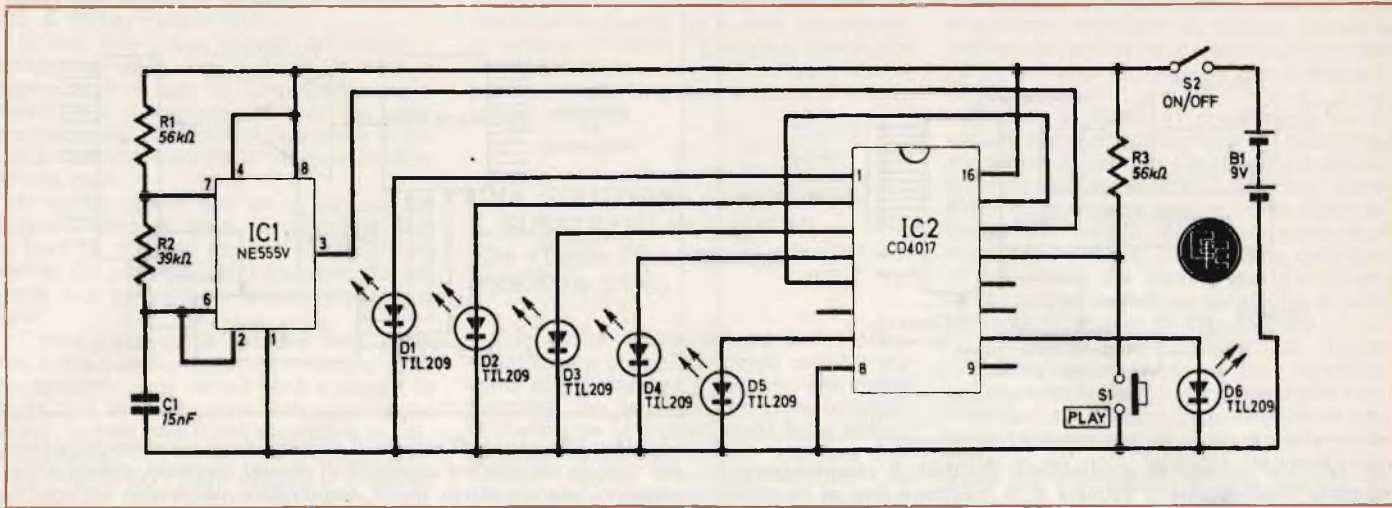 R1
56kΩ
R2
39kΩ
C1
15nF
4
8
7
IC1
NE555V
3
6
2
1
D1
TIL209
D2
TIL209
D3
TIL209
D4
TIL209
D5
TIL209
1
16
IC2
CD4017
8
9
R3
56kΩ
S1
PLAY
D6
TIL209
S2
ON/OFF
B1
9V